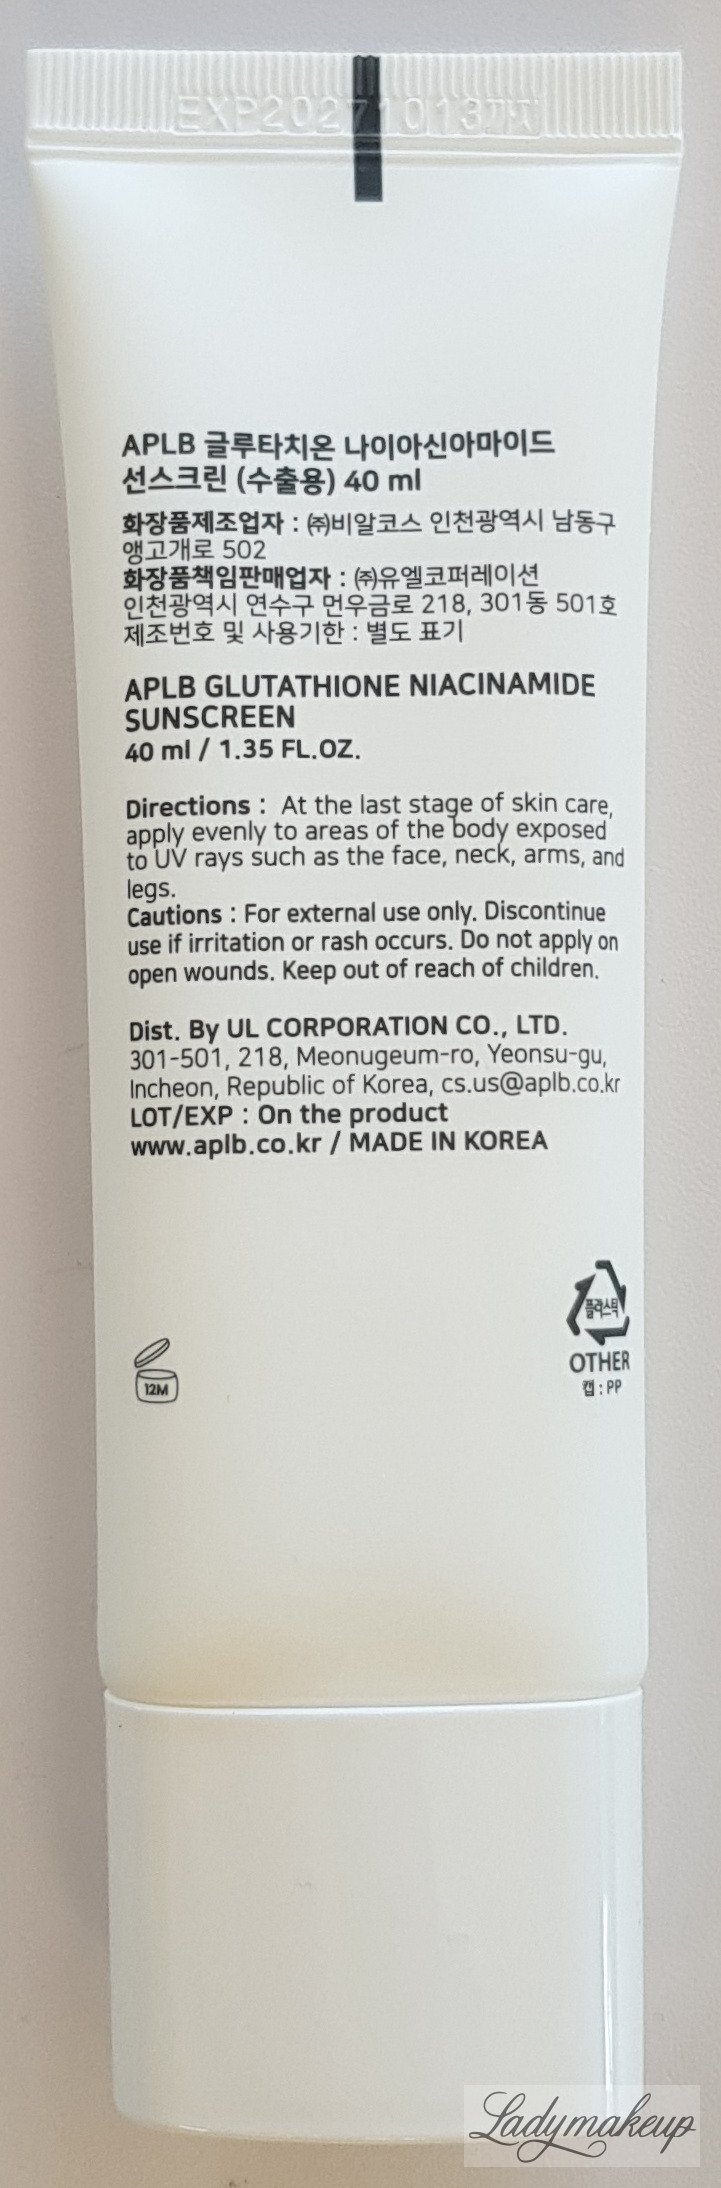 EXP20271013까지
APLB 글루타치온 나이아신아마이드
선스크린 (수출용) 40 ml
화장품제조업자 : ㈜비알코스 인천광역시 남동구
앵고개로 502
화장품책임판매업자 : ㈜유엘코퍼레이션
인천광역시 연수구 먼우금로 218, 301동 501호
제조번호 및 사용기한 : 별도 표기
APLB GLUTATHIONE NIACINAMIDE
SUNSCREEN
40 ml / 1.35 FL.OZ.
Directions : At the last stage of skin care,
apply evenly to areas of the body exposed
to UV rays such as the face, neck, arms, and
legs.
Cautions : For external use only. Discontinue
use if irritation or rash occurs. Do not apply on
open wounds. Keep out of reach of children.
Dist. By UL CORPORATION CO., LTD.
301-501, 218, Meonugeum-ro, Yeonsu-gu,
Incheon, Republic of Korea, cs.us@aplb.co.kr
LOT/EXP : On the product
www.aplb.co.kr / MADE IN KOREA
플라스틱
OTHER
캡 : PP
12M
Ladymakeup